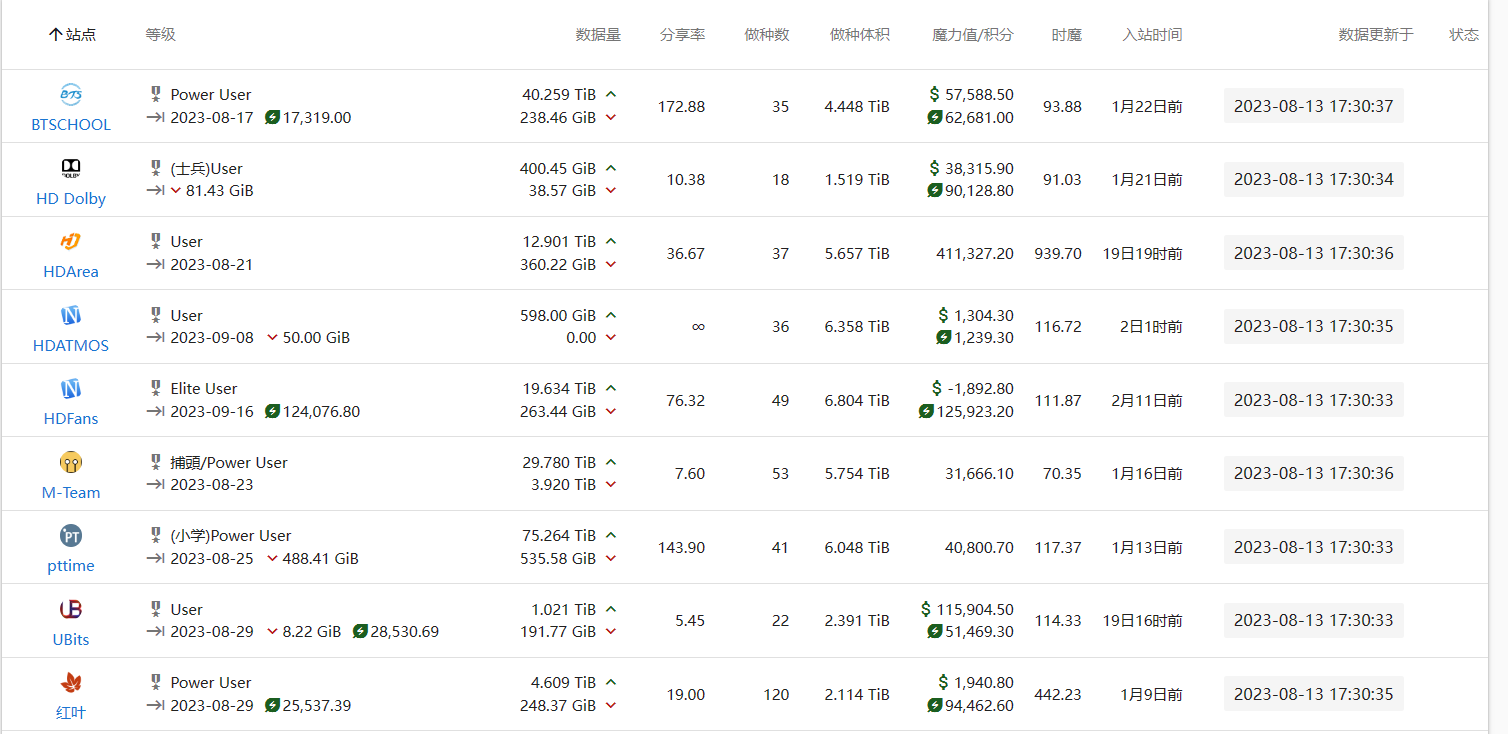 站点 等级 数据量 分享率 做种数 做种体积 魔力值/积分 时魔 入站时间 数据更新于 状态
BTS
Power User 40.259 TiB $ 57,588.50
BTSCHOOL 2023-08-17 17,319.00 238.46 GiB 172.88 35 4.448 TiB 62,681.00 93.88 1月22日前 2023-08-13 17:30:37
DOLBY
(士兵)User 400.45 GiB $ 38,315.90
HD Dolby 81.43 GiB 38.57 GiB 10.38 18 1.519 TiB 90,128.80 91.03 1月21日前 2023-08-13 17:30:34
HD
User 12.901 TiB
HDArea 2023-08-21 360.22 GiB 36.67 37 5.657 TiB 411,327.20 939.70 19日19时前 2023-08-13 17:30:36
N
User 598.00 GiB $ 1,304.30
HDATMOS 2023-09-08 50.00 GiB 0.00 ∞ 36 6.358 TiB 1,239.30 116.72 2日1时前 2023-08-13 17:30:35
N
Elite User 19.634 TiB $ -1,892.80
HDFans 2023-09-16 124,076.80 263.44 GiB 76.32 49 6.804 TiB 125,923.20 111.87 2月11日前 2023-08-13 17:30:33
捕頭/Power User 29.780 TiB
M-Team 2023-08-23 3.920 TiB 7.60 53 5.754 TiB 31,666.10 70.35 1月16日前 2023-08-13 17:30:36
PT
(小学)Power User 75.264 TiB
pttime 2023-08-25 488.41 GiB 535.58 GiB 143.90 41 6.048 TiB 40,800.70 117.37 1月13日前 2023-08-13 17:30:33
UB
User 1.021 TiB $ 115,904.50
UBits 2023-08-29 8.22 GiB 28,530.69 191.77 GiB 5.45 22 2.391 TiB 51,469.30 114.33 19日16时前 2023-08-13 17:30:33
Power User 4.609 TiB $ 1,940.80
红叶 2023-08-29 25,537.39 248.37 GiB 19.00 120 2.114 TiB 94,462.60 442.23 1月9日前 2023-08-13 17:30:35